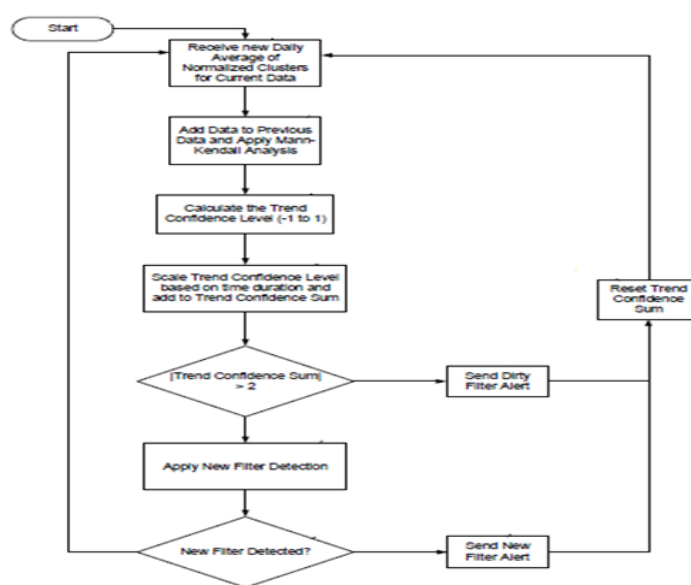 Start
Receive new Daily
Average of
Normalized Clusters
for Current Data
Add Data to Previous
Data and Apply Mann-
Kendall Analysis
Calculate the Trend
Confidence Level (-1 to 1)
Scale Trend Confidence Level
based on time duration and
add to Trend Confidence Sum
Reset Trend
Confidence
Sum
|Trend Confidence Sum|
> 2
Send Dirty
Filter Alert
Apply New Filter Detection
New Filter Detected?
Send New
Filter Alert